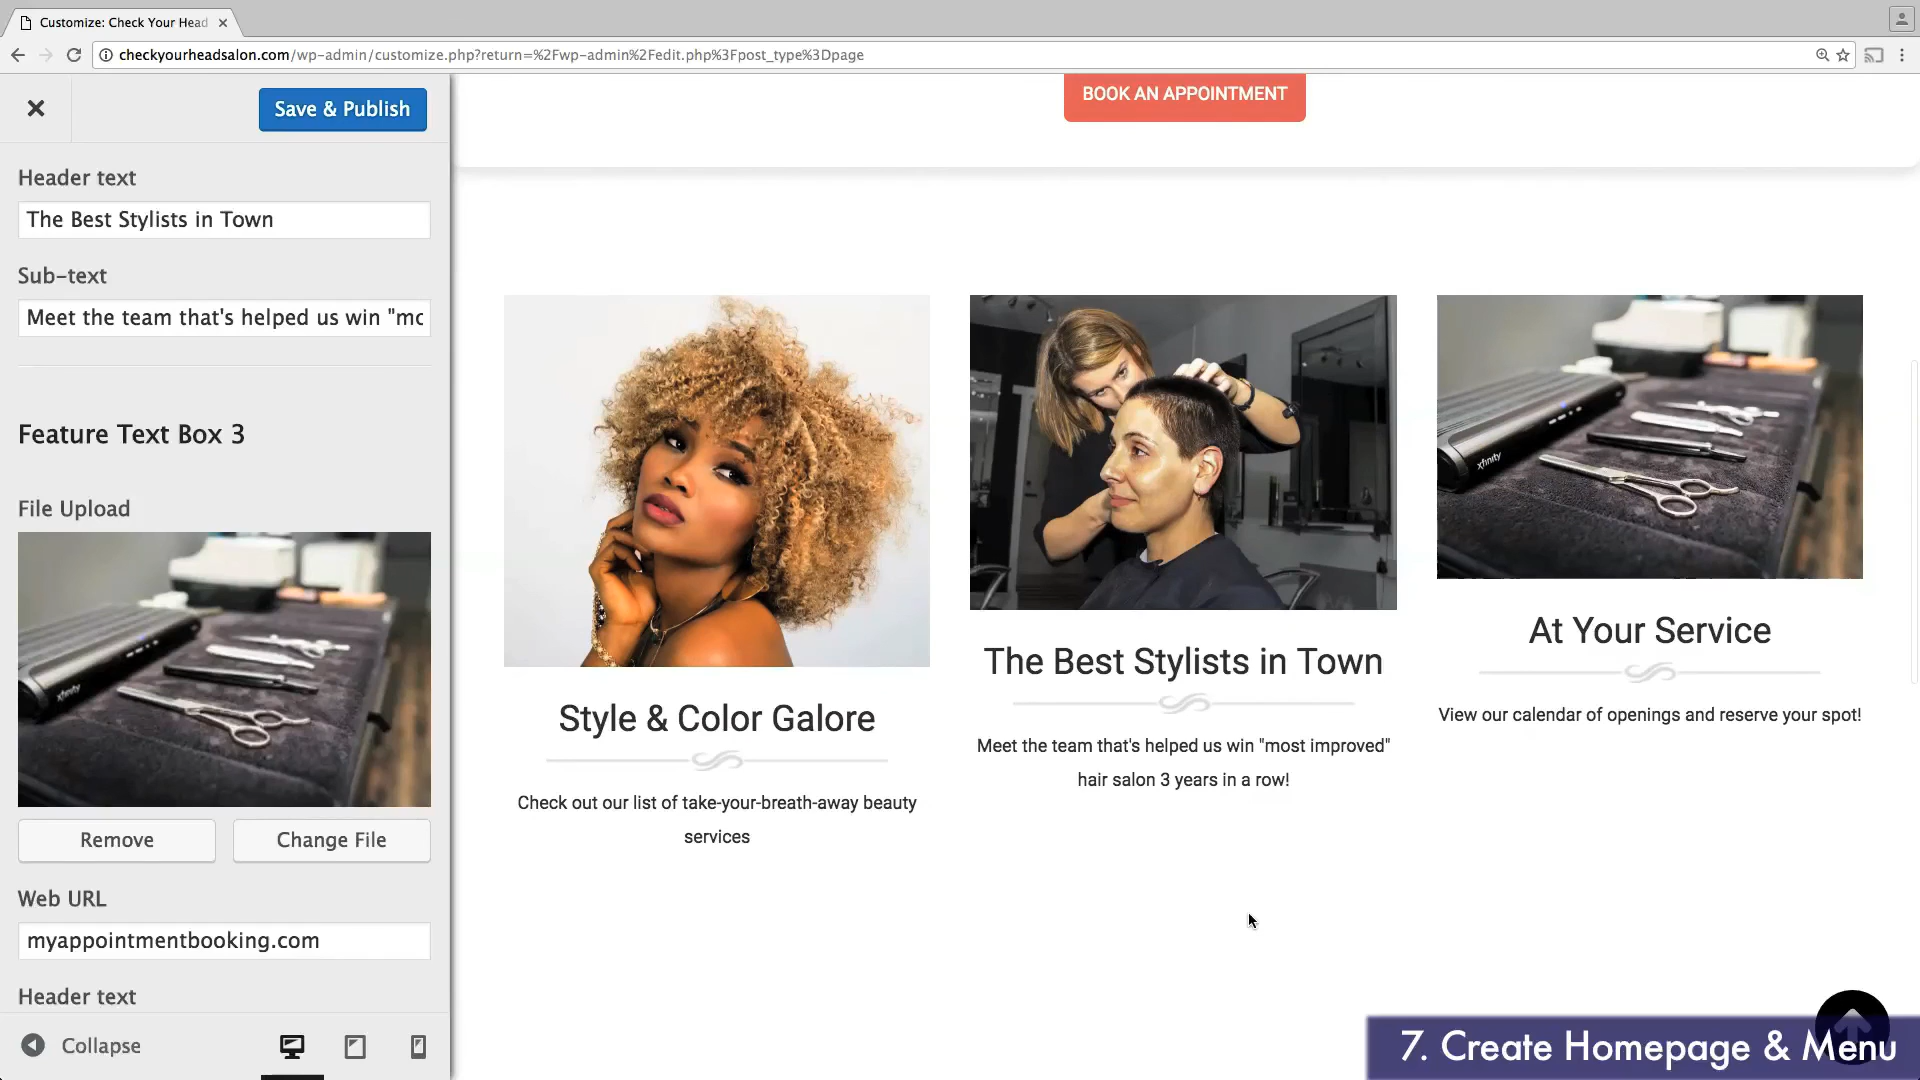 Customize: Check Your Head
checkyourheadsalon.com/wp-admin/customize.php?return=%2Fwp-admin%2Fedit.php%3Fpost_type%3Dpage
Save & Publish
Header text
The Best Stylists in Town
Sub-text
Meet the team that's helped us win "mo
Feature Text Box 3
File Upload
xfinity
Remove
Change File
Web URL
myappointmentbooking.com
Header text
Collapse
BOOK AN APPOINTMENT
Style & Color Galore
Check out our list of take-your-breath-away beauty
services
The Best Stylists in Town
Meet the team that's helped us win "most improved"
hair salon 3 years in a row!
xfinity
At Your Service
View our calendar of openings and reserve your spot!
7. Create Homepage & Menu